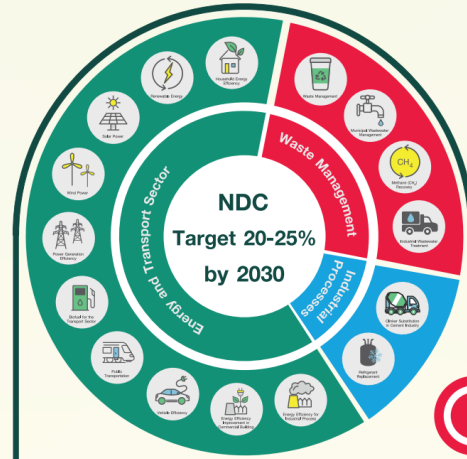 NDC
Target 20-25%
by 2030
Energy and Transport Sector
Waste Management
Industrial
Processes
Household Energy
Efficiency
Renewable Energy
Solar Power
Wind Power
Power Generation
Efficiency
Biofuel for the
Transport Sector
Public
Transportation
Vehicle Efficiency
Energy Efficiency
Improvement in
Commercial Building
Energy Efficiency for
Industrial Process
Waste Management
Municipal Wastewater
Management
CH₄
Methane (CH₄)
Recovery
Industrial Wastewater
Treatment
Clinker Substitution
in Cement Industry
Refrigerant
Replacement